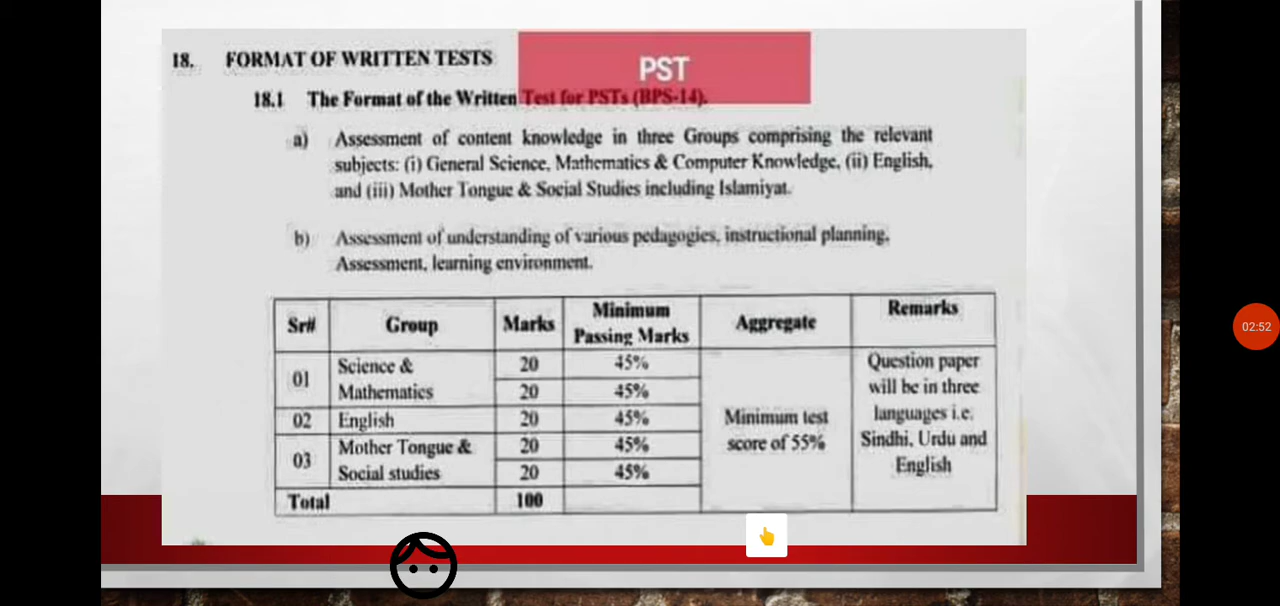 18. FORMAT OF WRITTEN TESTS
PST
18.1 The Format of the Written Test for PSTs (BPS-14).
a) Assessment of content knowledge in three Groups comprising the relevant
subjects: (i) General Science, Mathematics & Computer Knowledge, (ii) English,
and (iii) Mother Tongue & Social Studies including Islamiyat.
b) Assessment of understanding of various pedagogies, instructional planning,
Assessment, learning environment.
Sr# Group Marks Minimum Passing Marks Aggregate Remarks
01 Science & Mathematics 20 45%
20 45%
02 English 20 45%
03 Mother Tongue & Social studies 20 45%
20 45%
Minimum test
score of 55%
Question paper
will be in three
languages i.e.
Sindhi, Urdu and
English
Total 100
02:52